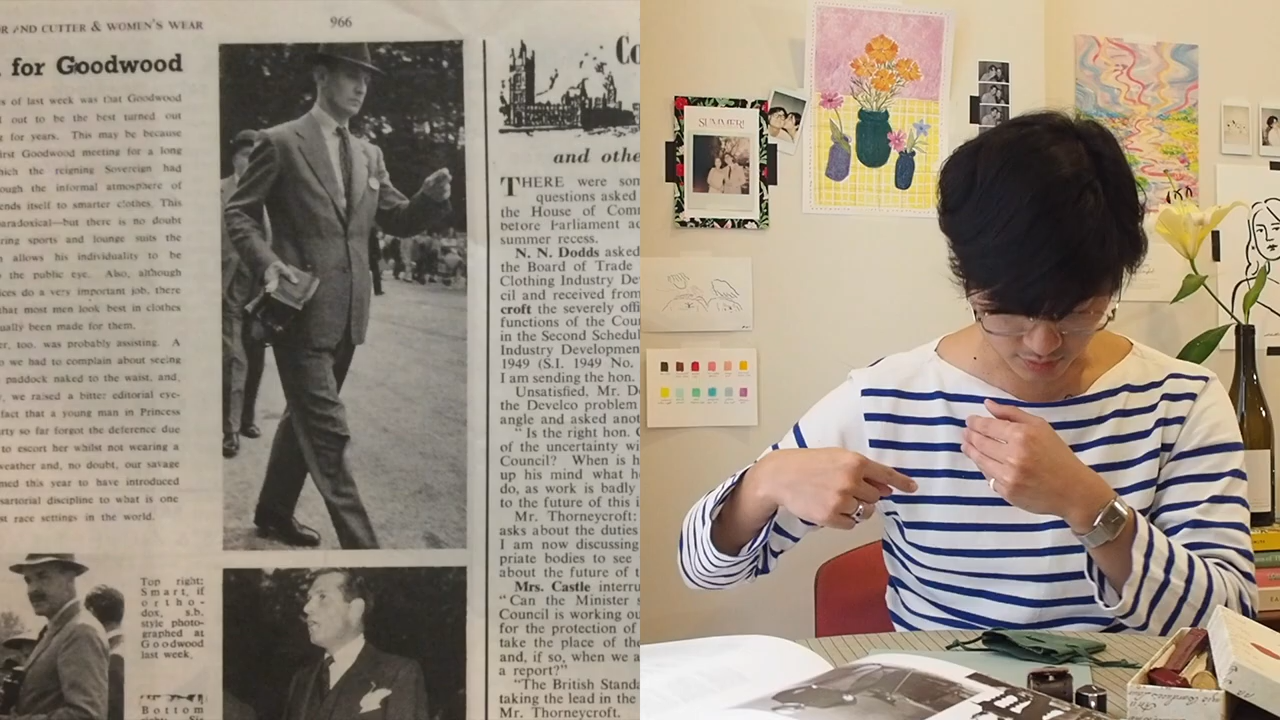 OR AND CUTTER & WOMEN'S WEAR
966
for Goodwood
s of last week was that Goodwood
out to be the best turned out
for years. This may be because
irst Goodwood meeting for a long
hich the reigning Sovereign had
ough the informal atmosphere of
ends itself to smarter clothes. This
aradoxical—but there is no doubt
ring sports and lounge suits the
n allows his individuality to be
the public eye. Also, although
ices do a very important job, there
that most men look best in clothes
ually been made for them.
er, too, was probably assisting. A
o we had to complain about seeing
paddock naked to the waist, and,
, we raised a bitter editorial eye-
fact that a young man in Princess
arty so far forgot the deference due
to escort her whilst not wearing a
weather and, no doubt, our savage
med this year to have introduced
sartorial discipline to what is one
st race settings in the world.
Top right:
Smart, if
ortho-
dox, s.b.
style photo-
graphed at
Goodwood
last week.
Bottom
Co
and othe
THERE were som
questions asked
the House of Comm
before Parliament ad
summer recess.
N. N. Dodds asked
the Board of Trade
Clothing Industry De
cil and received from
croft the severely offi
functions of the Coun
in the Second Schedul
Industry Development
1949 (S.I. 1949 No.
I am sending the hon.
Unsatisfied, Mr. Do
the Develco problem
angle and asked anot
"Is the right hon. G
of the uncertainty wi
Council? When is h
up his mind what h
do, as work is badly
to the future of this i
Mr. Thorneycroft:
asks about the duties
I am now discussing
priate bodies to see
about the future of t
Mrs. Castle interru
"Can the Minister s
Council is working ou
for the protection of
take the place of the
and, if so, when we a
a report?"
"The British Standa
taking the lead in the
Mr. Thorneycroft.
SUMMER!